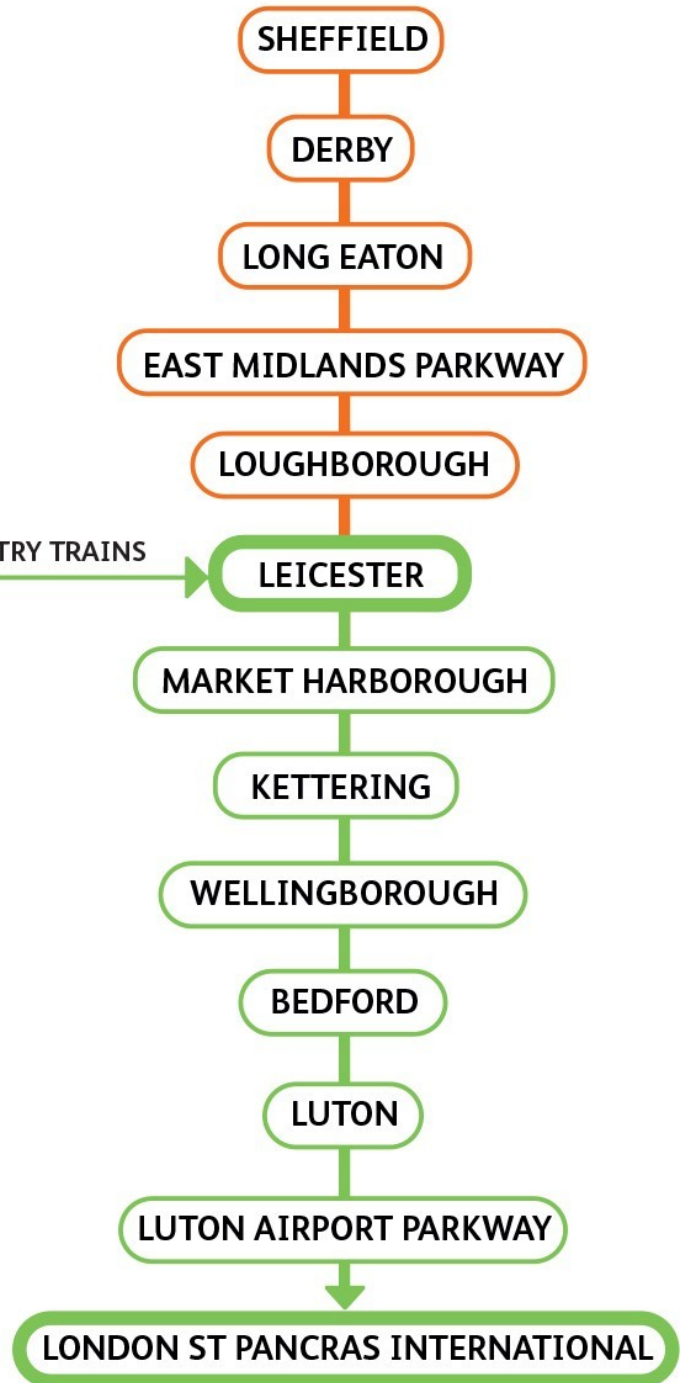 SHEFFIELD
DERBY
LONG EATON
EAST MIDLANDS PARKWAY
LOUGHBOROUGH
TRY TRAINS
LEICESTER
MARKET HARBOROUGH
KETTERING
WELLINGBOROUGH
BEDFORD
LUTON
LUTON AIRPORT PARKWAY
LONDON ST PANCRAS INTERNATIONAL